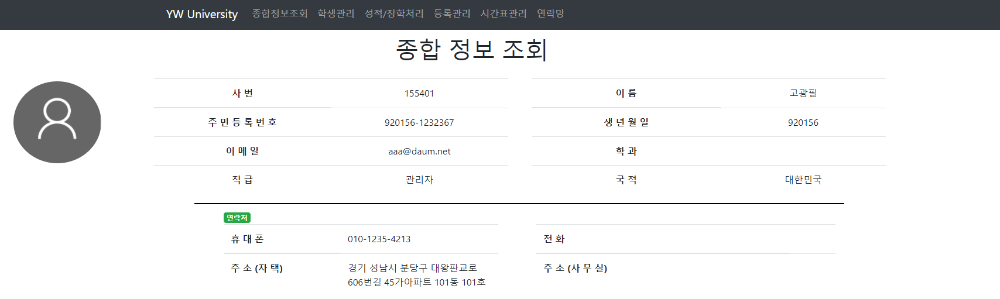 YW University 종합정보조회 학생관리 성적/장학처리 등록관리 시간표관리 연락망
종합 정보 조회
사 번 155401 이 름 고광필
주 민 등 록 번 호 920156-1232367 생 년 월 일 920156
이 메 일 aaa@daum.net 학 과
직 급 관리자 국 적 대한민국
연락처
휴 대 폰 010-1235-4213 전 화
주 소 (자 택) 경기 성남시 분당구 대왕판교로 주 소 (사 무 실)
606번길 45가아파트 101동 101호